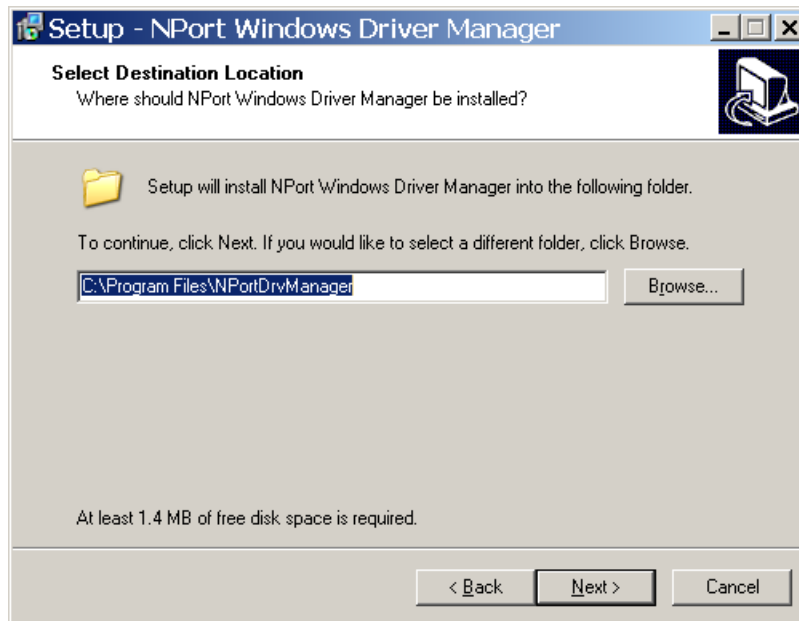 Setup - NPort Windows Driver Manager
Select Destination Location
Where should NPort Windows Driver Manager be installed?
Setup will install NPort Windows Driver Manager into the following folder.
To continue, click Next. If you would like to select a different folder, click Browse.
C:\Program Files\NPortDrvManager
Browse...
At least 1.4 MB of free disk space is required.
< Back
Next >
Cancel